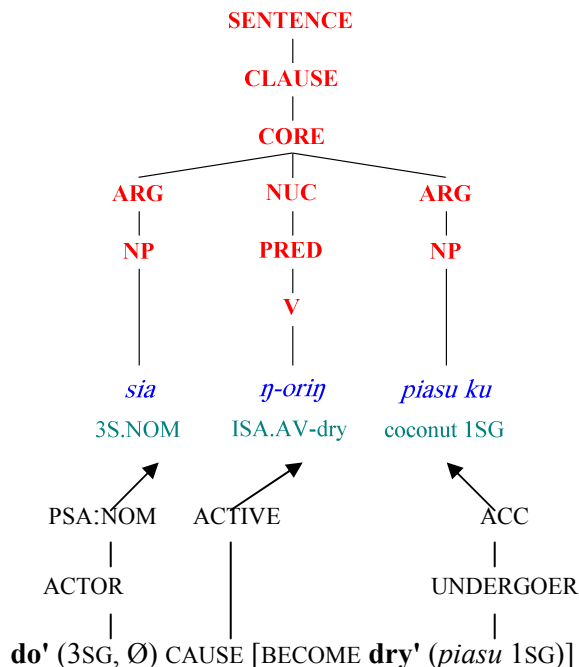 SENTENCE
CLAUSE
CORE
ARG NUC ARG
NP PRED NP
V
sia ŋ-oriŋ piasu ku
3S.NOM ISA.AV-dry coconut 1SG
PSA:NOM ACTIVE ACC
ACTOR UNDERGOER
do' (3SG, Ø) CAUSE [BECOME dry' (piasu 1SG)]